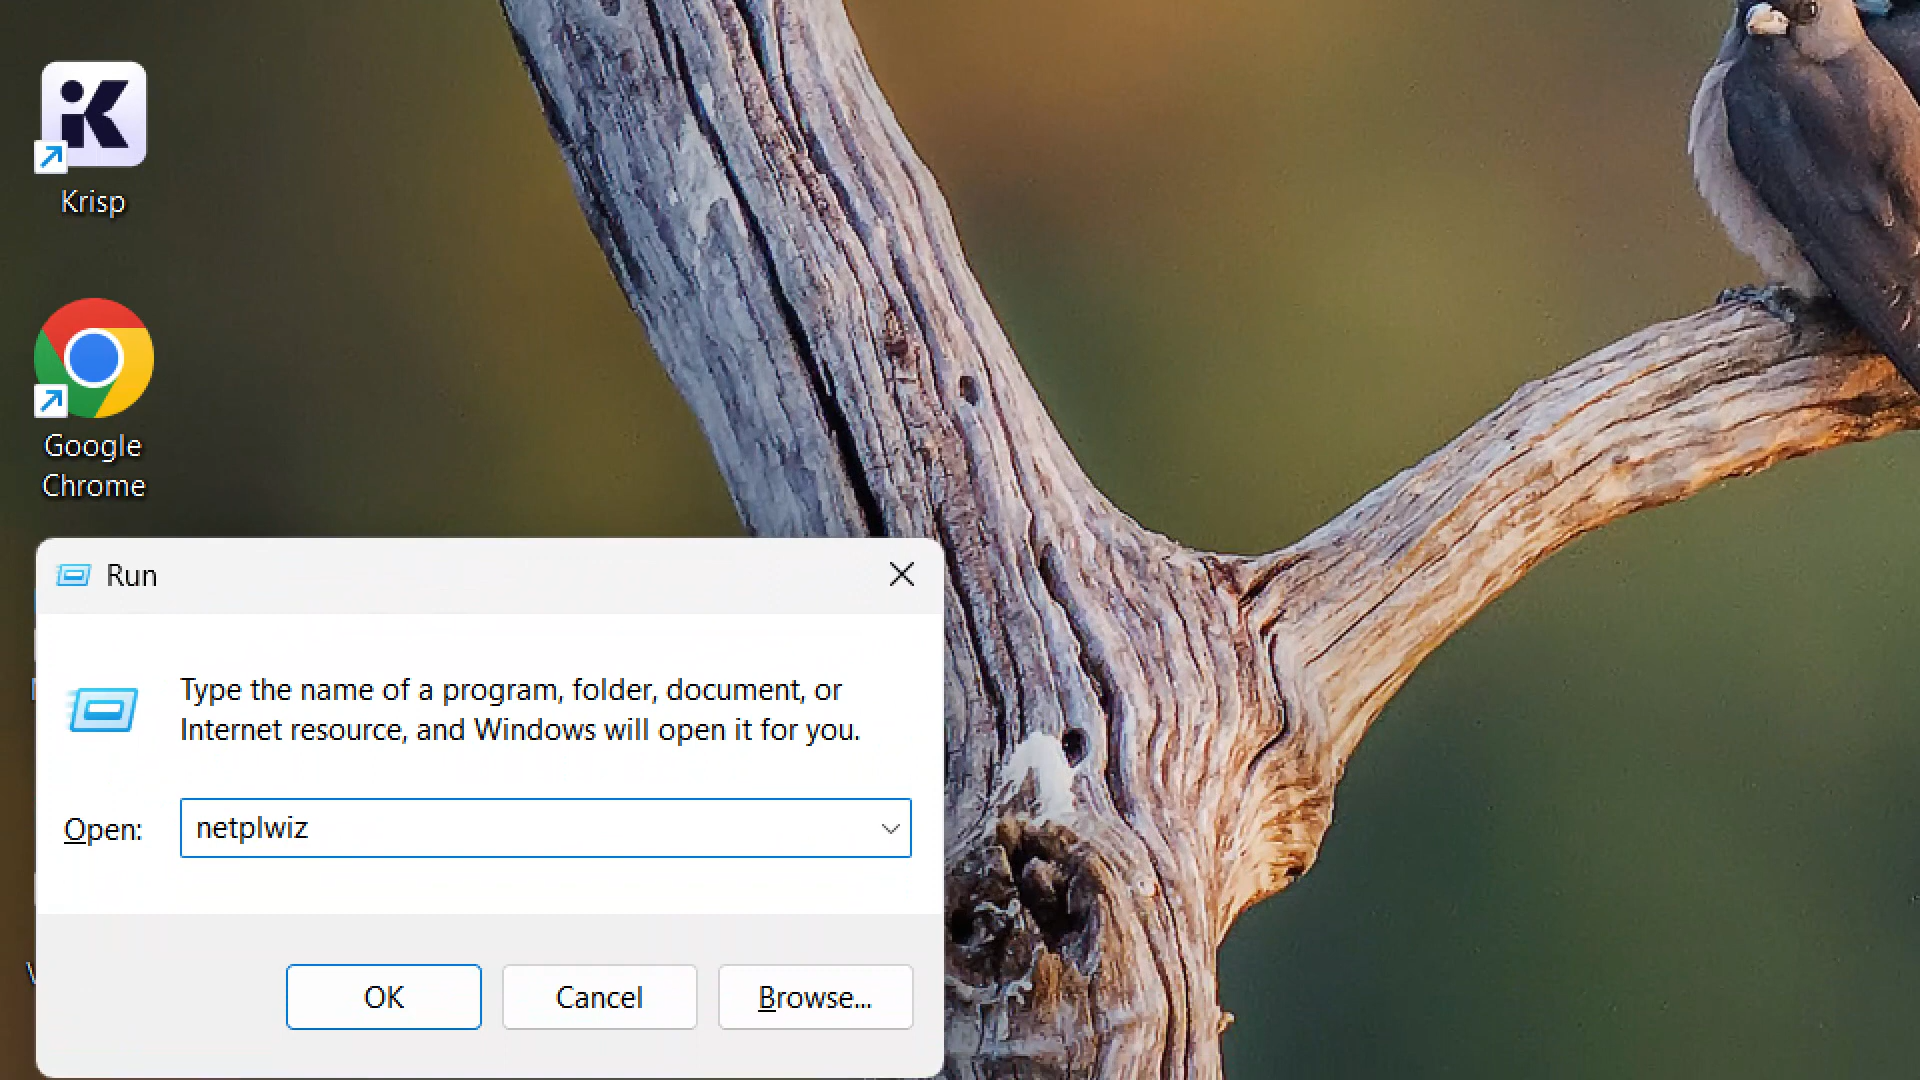 Krisp
Google
Chrome
Run
Type the name of a program, folder, document, or
Internet resource, and Windows will open it for you.
Open: netplwiz
OK Cancel Browse...